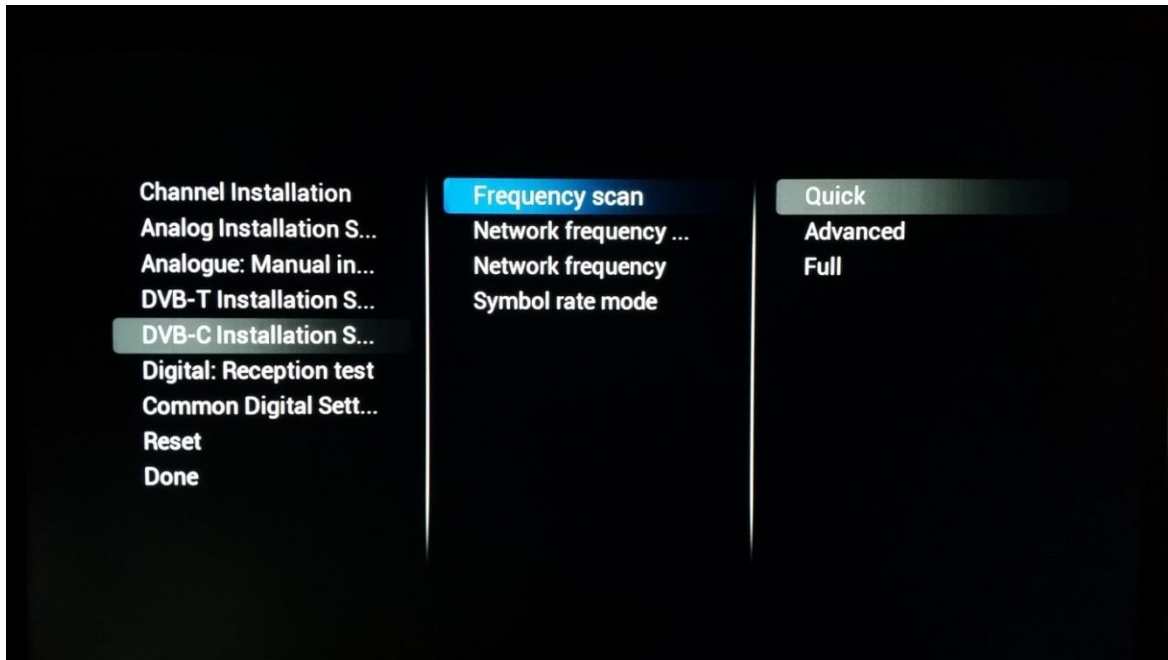 Channel Installation
Analog Installation S...
Analogue: Manual in...
DVB-T Installation S...
DVB-C Installation S...
Digital: Reception test
Common Digital Sett...
Reset
Done
Frequency scan
Network frequency ...
Network frequency
Symbol rate mode
Quick
Advanced
Full